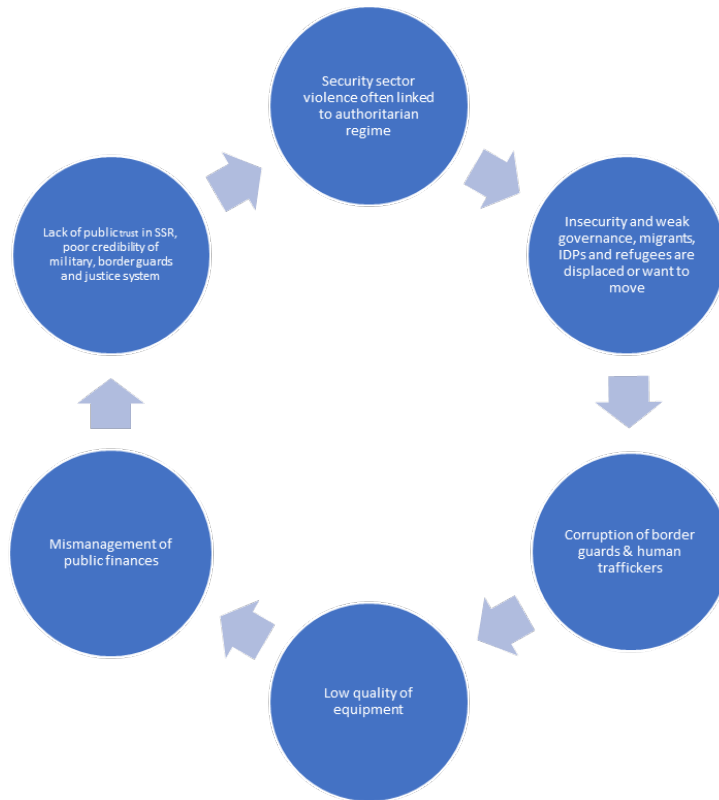 Security sector
violence often linked
to authoritarian
regime
Insecurity and weak
governance, migrants,
IDPs and refugees are
displaced or want to
move
Corruption of border
guards & human
traffickers
Low quality of
equipment
Mismanagement of
public finances
Lack of public trust in SSR,
poor credibility of
military, border guards
and justice system